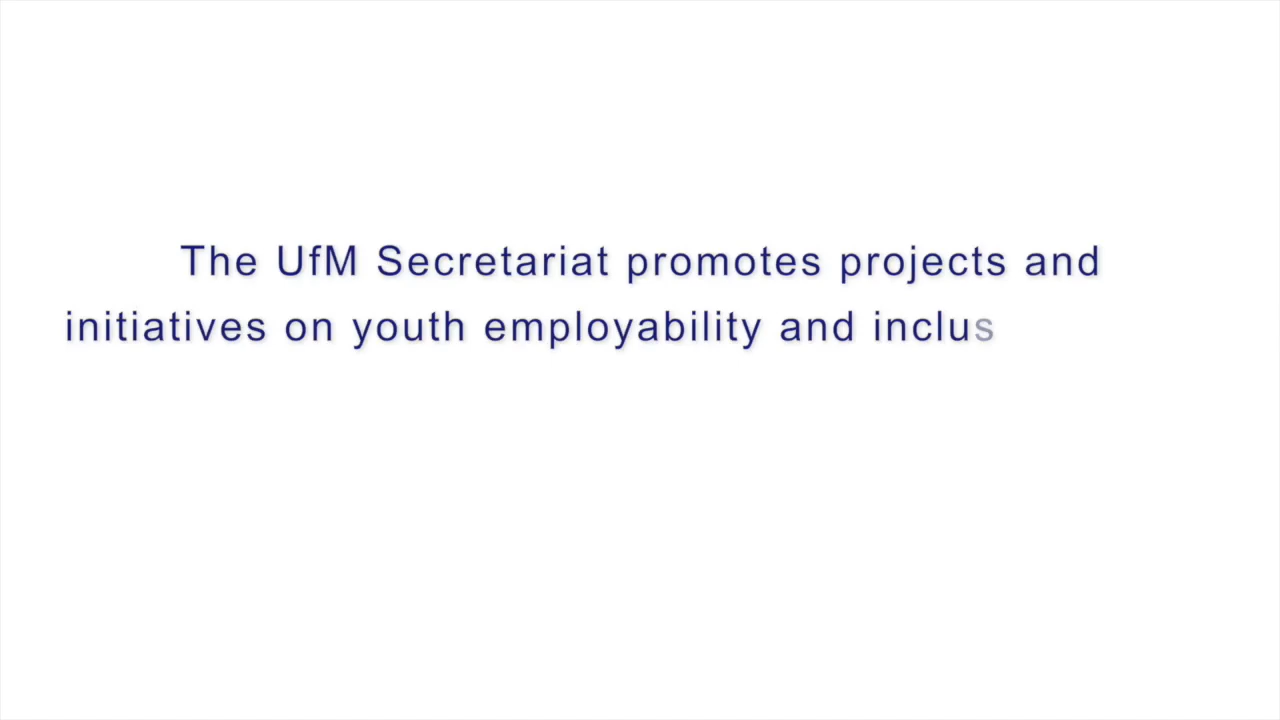 The UfM Secretariat promotes projects and
initiatives on youth employability and inclus